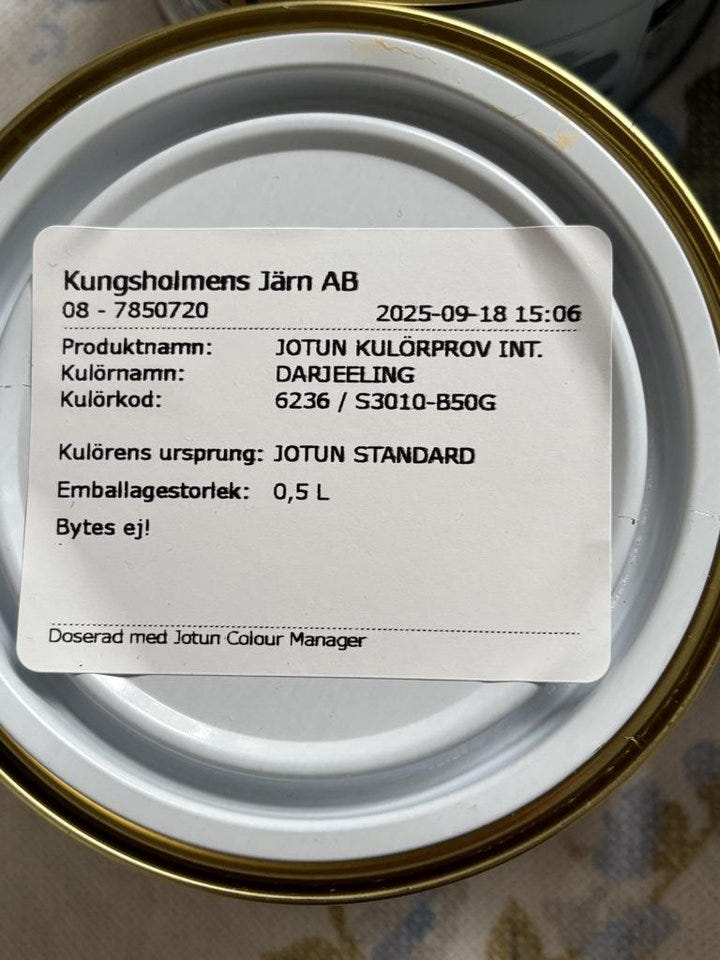 Kungsholmens Järn AB
08 - 7850720 2025-09-18 15:06
Produktnamn: JOTUN KULÖRPROV INT.
Kulörnamn: DARJEELING
Kulörkod: 6236 / S3010-B50G
Kulörens ursprung: JOTUN STANDARD
Emballagestorlek: 0,5 L
Bytes ej!
Doserad med Jotun Colour Manager